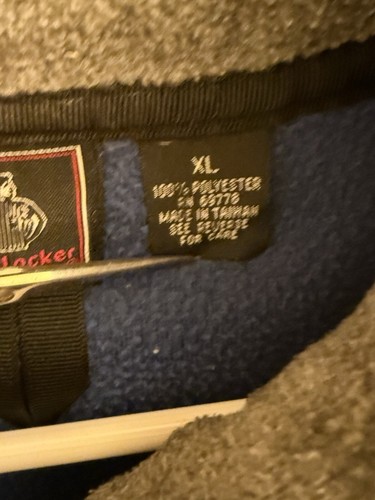 XL
100% POLYESTER
RN 69778
MADE IN TAIWAN
SEE REVERSE
FOR CARE
Locker